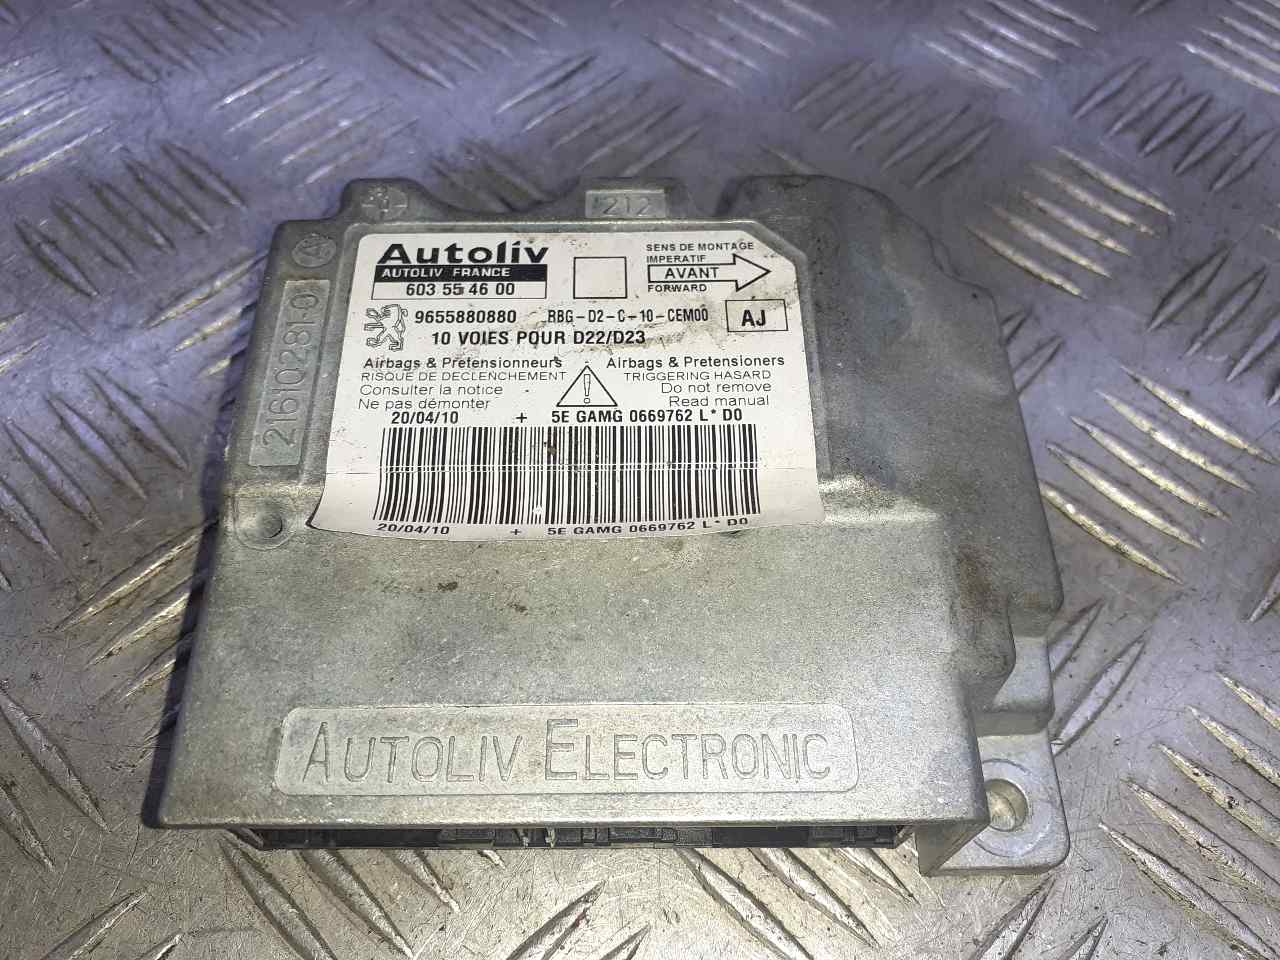 212
A
216102810-0
Autoliv
AUTOLIV FRANCE
603 55 46 00
SENS DE MONTAGE
IMPERATIF
AVANT
FORWARD
9655880880 RBG-D2-C-10-CEM00 AJ
10 VOIES POUR D22/D23
Airbags & Pretensionneurs
RISQUE DE DECLENCHEMENT
Consulter la notice
Ne pas démonter
Airbags & Pretensioners
TRIGGERING HASARD
Do not remove
Read manual
20/04/10 + 5E GAMG 0669762 L* D0
20/04/10 + 5E GAMG 0669762 L* D0
AUTOLIV ELECTRONIC